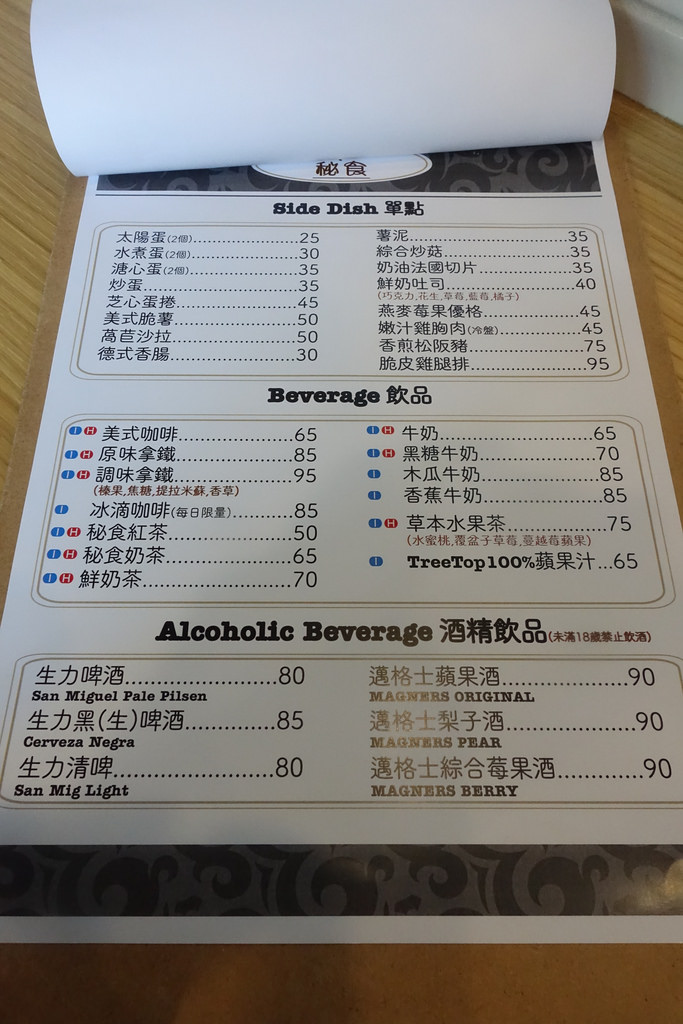 秘食
Side Dish 單點
太陽蛋(2個)..................25
水煮蛋(2個)..................30
溏心蛋(2個)..................35
炒蛋..................35
芝心蛋捲..................45
美式脆薯..................50
萵苣沙拉..................50
德式香腸..................30
薯泥..................35
綜合炒菇..................35
奶油法國切片..................35
鮮奶吐司..................40
(巧克力,花生,草莓,藍莓,橘子)
燕麥莓果優格..................45
嫩汁雞胸肉(冷盤)..................45
香煎松阪豬..................75
脆皮雞腿排..................95
Beverage 飲品
I H 美式咖啡..................65
I H 原味拿鐵..................85
I H 調味拿鐵..................95
(榛果,焦糖,提拉米蘇,香草)
I 冰滴咖啡(每日限量)..................85
I H 秘食紅茶..................50
I H 秘食奶茶..................65
I H 鮮奶茶..................70
I H 牛奶..................65
I H 黑糖牛奶..................70
I 木瓜牛奶..................85
I 香蕉牛奶..................85
I H 草本水果茶..................75
(水蜜桃,覆盆子草莓,蔓越莓蘋果)
I TreeTop100%蘋果汁...65
Alcoholic Beverage 酒精飲品(未滿18歲禁止飲酒)
生力啤酒..................80
San Miguel Pale Pilsen
生力黑(生)啤酒..................85
Cerveza Negra
生力清啤..................80
San Mig Light
邁格士蘋果酒..................90
MAGNERS ORIGINAL
邁格士梨子酒..................90
MAGNERS PEAR
邁格士綜合莓果酒.............90
MAGNERS BERRY